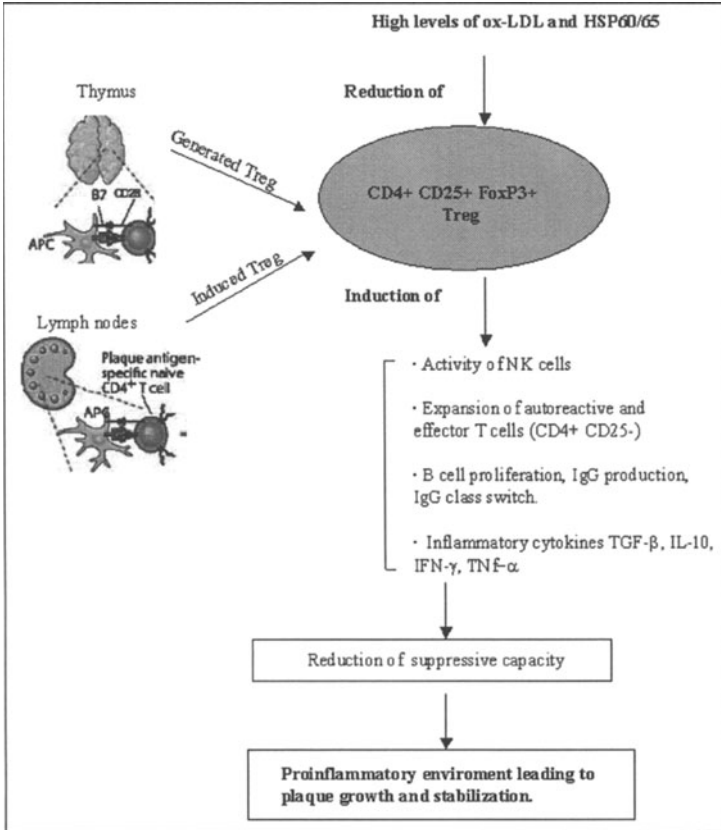 High levels of ox-LDL and HSP60/65
Reduction of
Thymus
Generated Treg
B7 CD28
APC
CD4+ CD25+ FoxP3+
Treg
Induced Treg
Induction of
Lymph nodes
Plaque antigen-
specific naive
CD4+ T cell
APC
· Activity of NK cells
· Expansion of autoreactive and
effector T cells (CD4+ CD25-)
· B cell proliferation, IgG production,
IgG class switch.
· Inflammatory cytokines TGF-β, IL-10,
IFN-γ, TNf-α
Reduction of suppressive capacity
Proinflammatory enviroment leading to
plaque growth and stabilization.